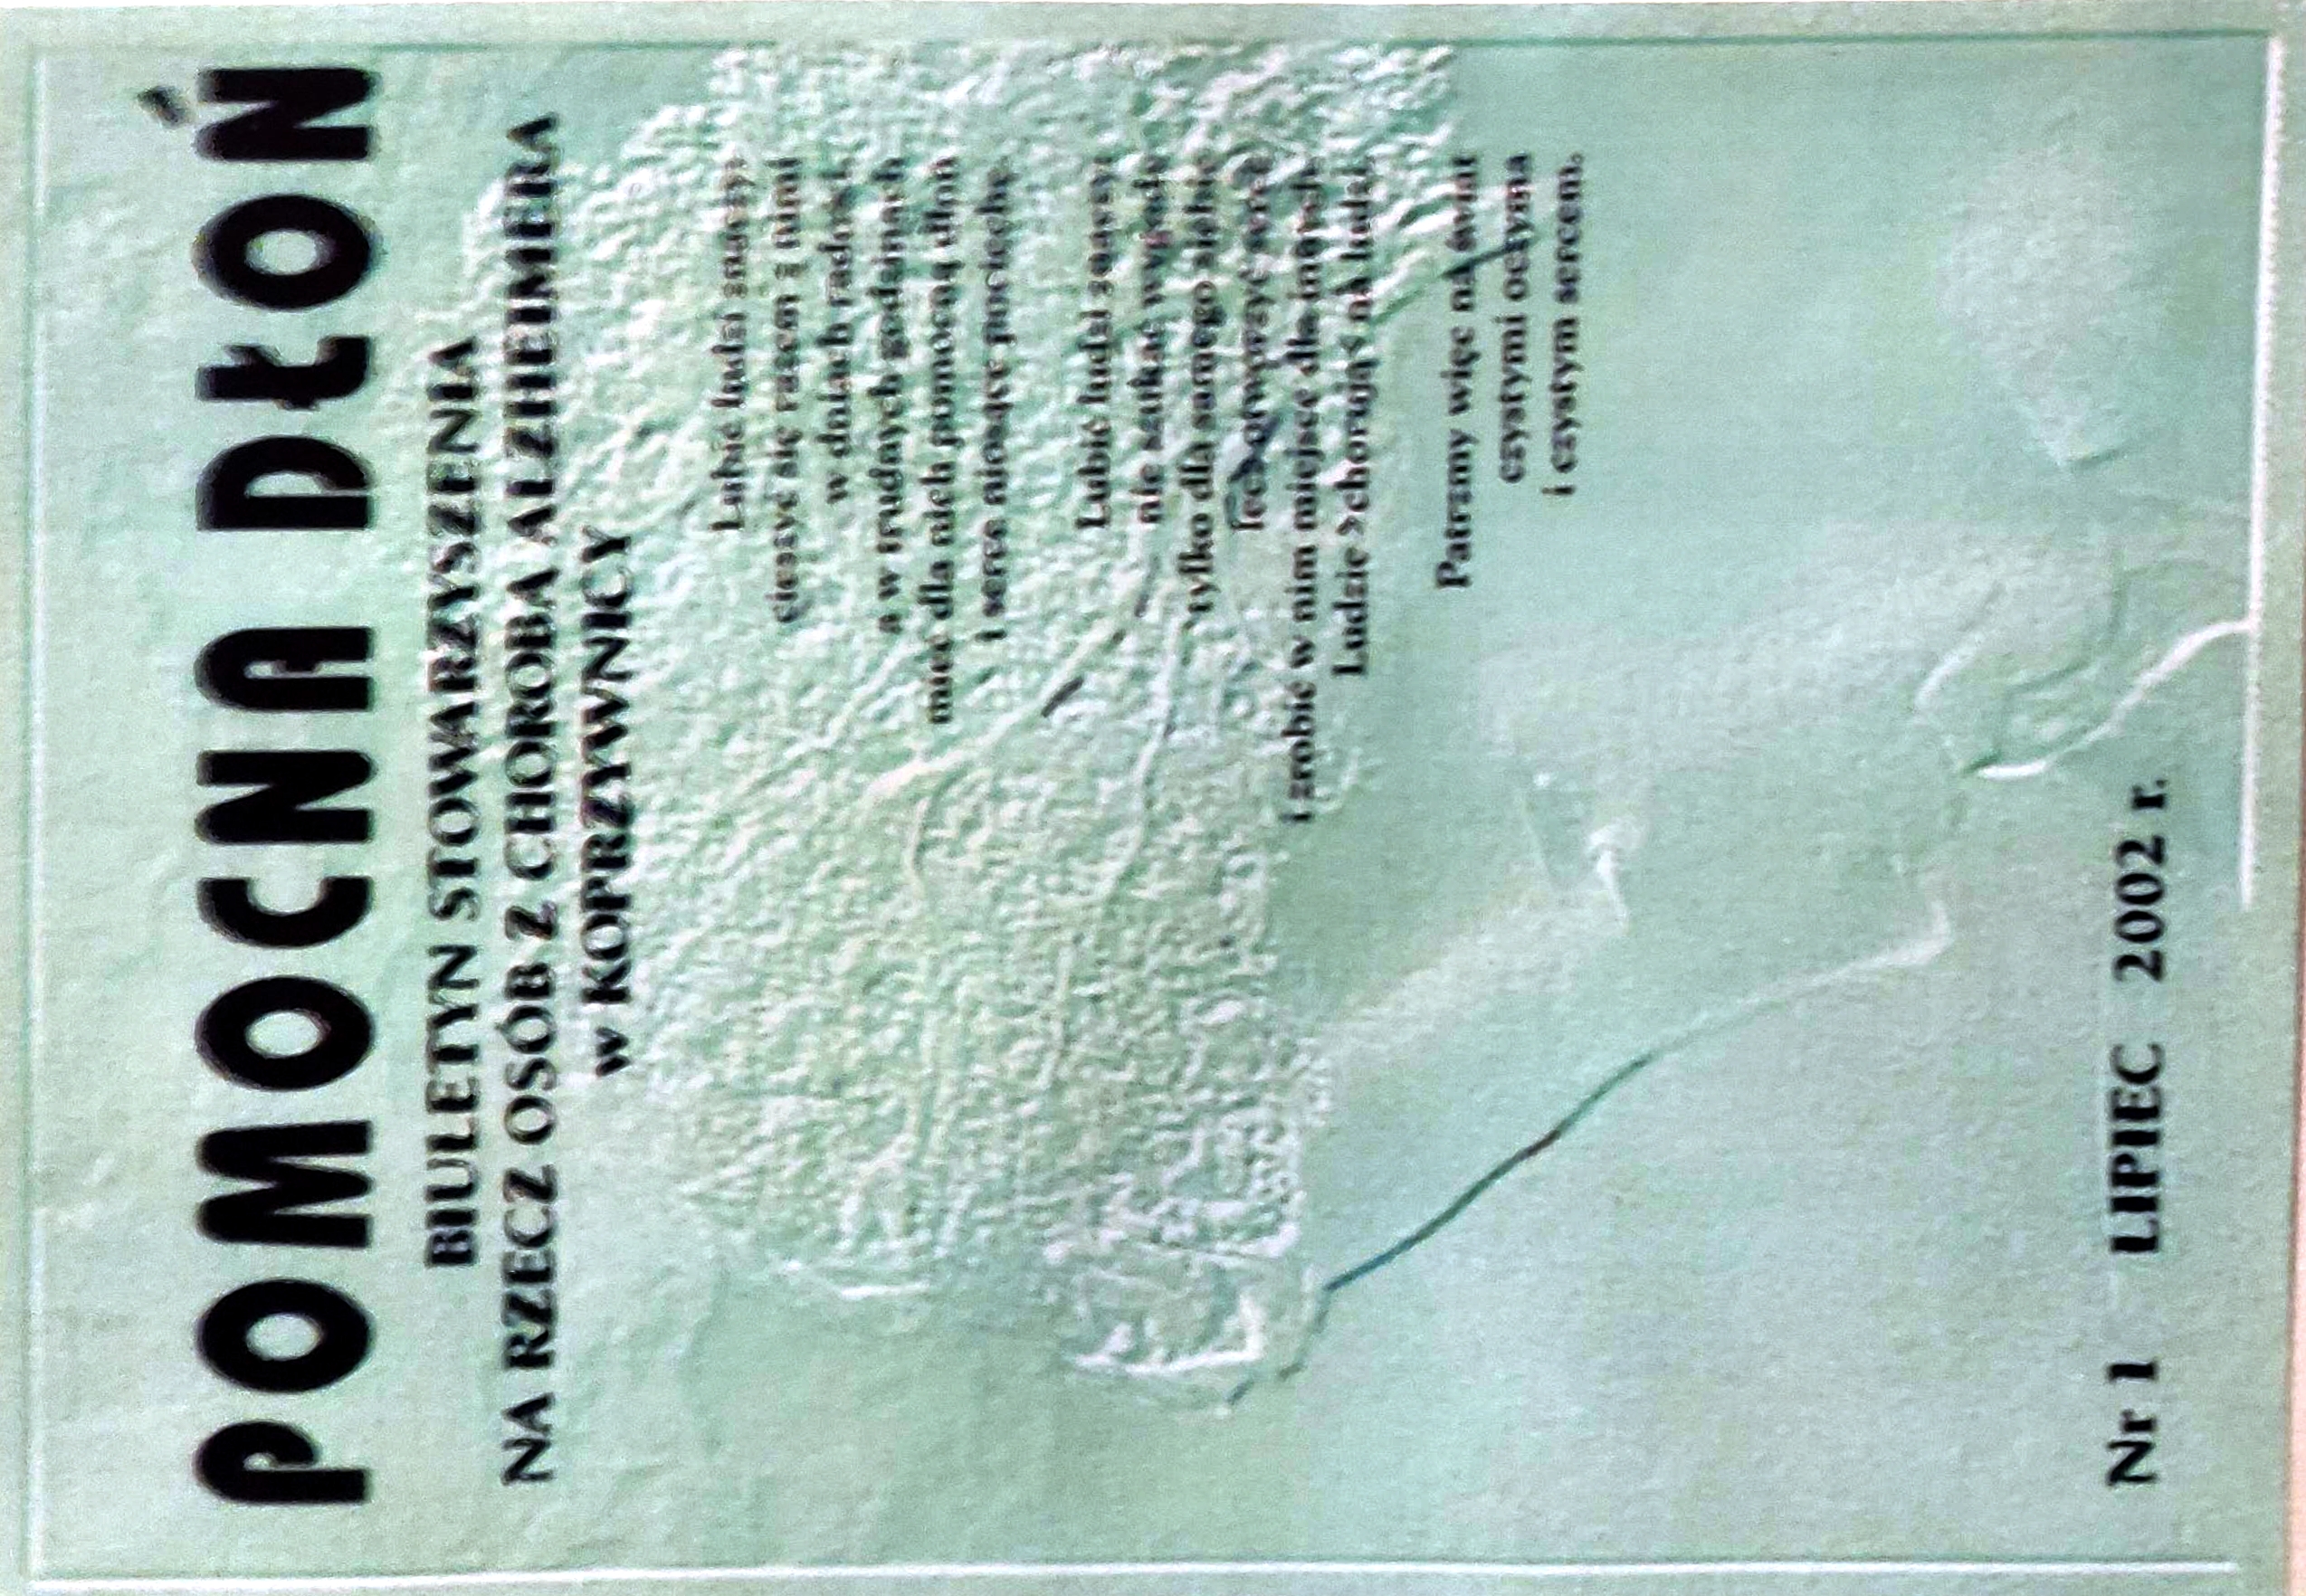 POMOCNA DŁOŃ
BIULETYN STOWARZYSZENIA
NA RZECZ OSÓB Z CHOROBĄ ALZHEIMERA
w KOPRZYWNICY
Lubić ludzi znaczy:
cieszyć się razem z nimi
w dniach radości,
a w trudnych godzinach
mieć dla nich pomocną dłoń
i serce niosące pociechę.
Lubić ludzi znaczy:
nie szukać wygody
tylko dla samego siebie
lecz otworzyć serce
i zrobić w nim miejsce dla innych.
Ludzie >chorują< na ludzi.
Patrzmy więc na świat
czystymi oczyma
i czystym sercem.
Nr 1 LIPIEC 2002 r.